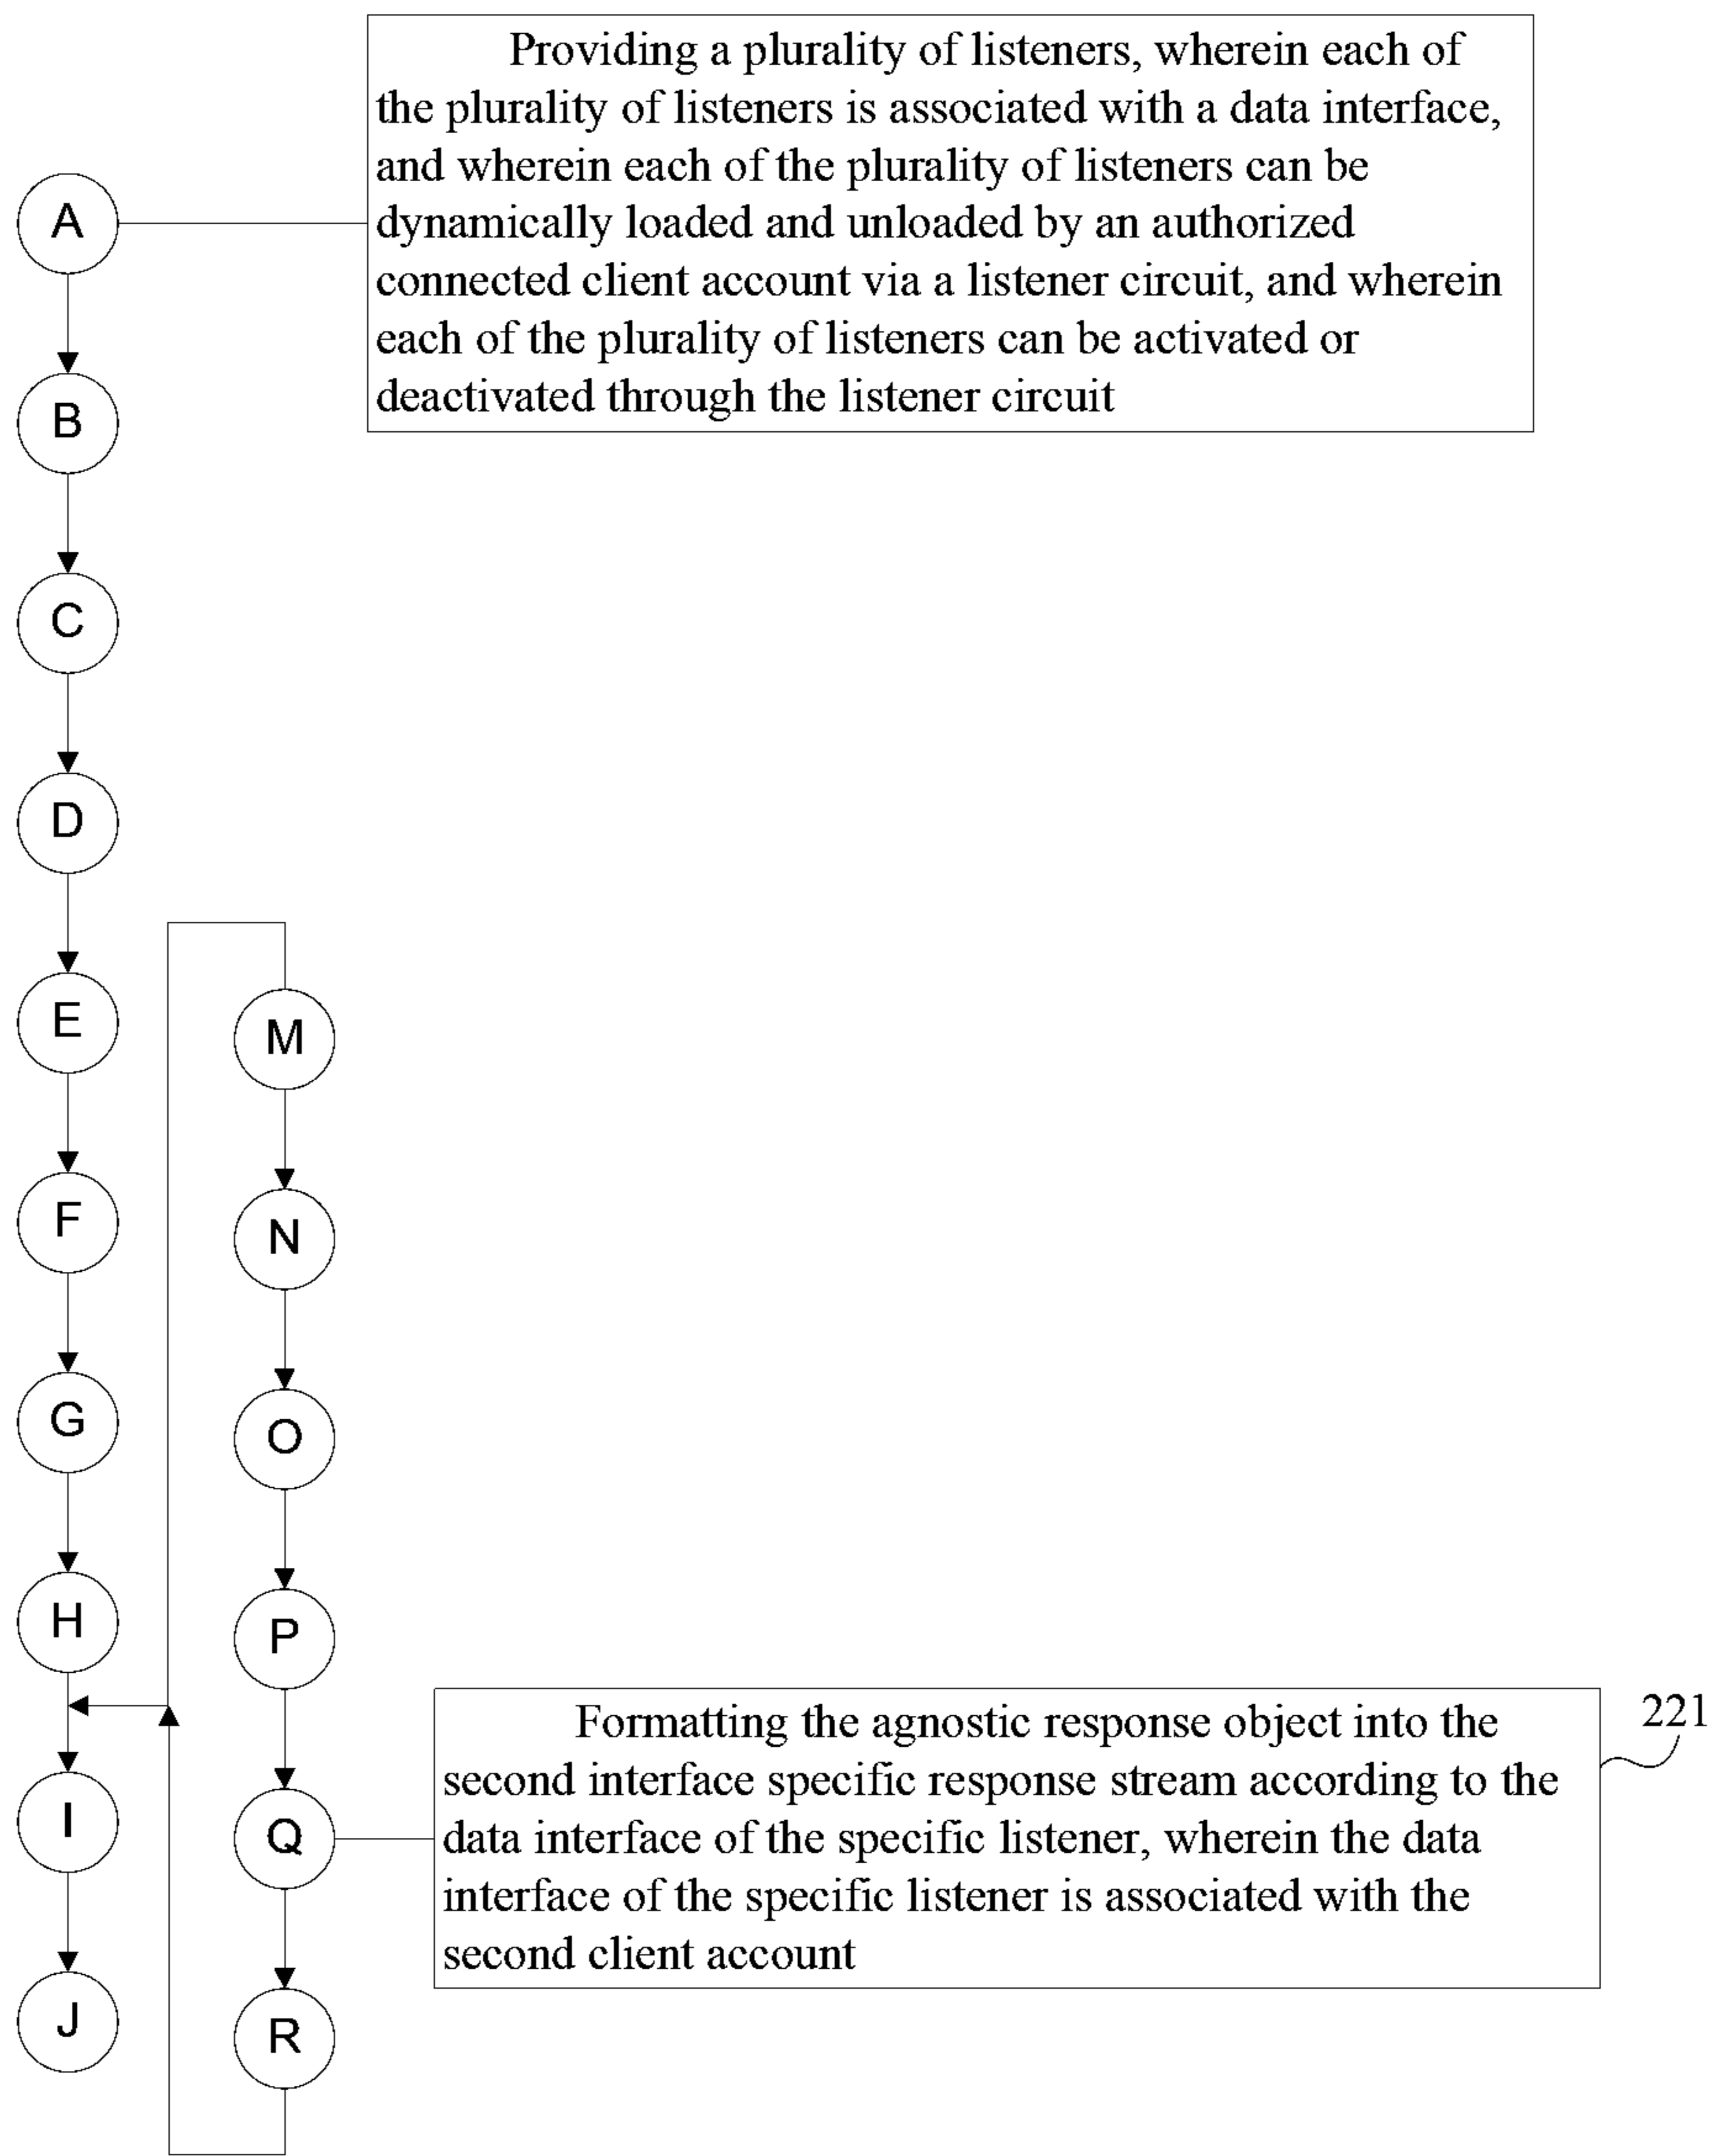 Providing a plurality of listeners, wherein each of
the plurality of listeners is associated with a data interface,
and wherein each of the plurality of listeners can be
dynamically loaded and unloaded by an authorized
connected client account via a listener circuit, and wherein
each of the plurality of listeners can be activated or
deactivated through the listener circuit
A
B
C
D
E
F
G
H
I
J
M
N
O
P
Q
R
Formatting the agnostic response object into the
second interface specific response stream according to the
data interface of the specific listener, wherein the data
interface of the specific listener is associated with the
second client account
221